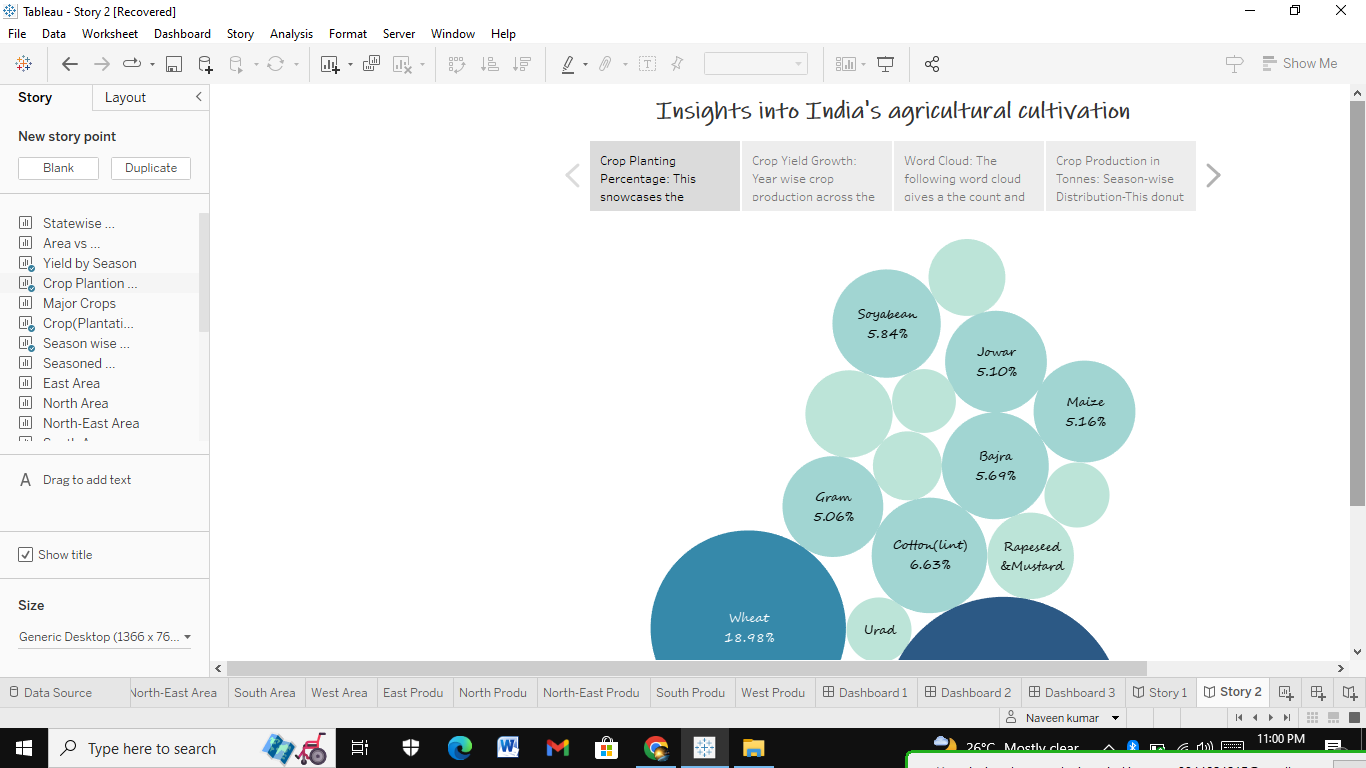 Tableau - Story 2 [Recovered]
File Data Worksheet Dashboard Story Analysis Format Server Window Help
Show Me
Story Layout
New story point
Blank Duplicate
Statewise ...
Area vs ...
Yield by Season
Crop Plantion ...
Major Crops
Crop(Plantati...
Season wise ...
Seasoned ...
East Area
North Area
North-East Area
A Drag to add text
Show title
Size
Generic Desktop (1366 x 76...
Insights into India's agricultural cultivation
Crop Planting
Percentage: This
snowcases the
Crop Yield Growth:
Year wise crop
production across the
Word Cloud: The
following word cloud
gives a the count and
Crop Production in
Tonnes: Season-wise
Distribution-This donut
Soyabean
5.84%
Jowar
5.10%
Maize
5.16%
Bajra
5.69%
Gram
5.06%
Cotton(lint)
6.63%
Rapeseed
&Mustard
Wheat
18.98%
Urad
Data Source North-East Area South Area West Area East Produ North Produ North-East Produ South Produ West Produ Dashboard 1 Dashboard 2 Dashboard 3 Story 1 Story 2
Naveen kumar
Type here to search
26°C Mostly clear
11:00 PM